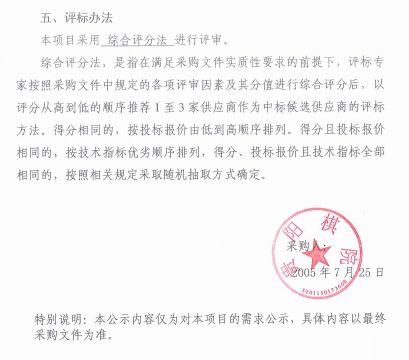 五、评标办法
本项目采用 综合评分法 进行评审。
综合评分法，是指在满足采购文件实质性要求的前提下，评标专
家按照采购文件中规定的各项评审因素及其分值进行综合评分后，以
评分从高到低的顺序推荐 1 至 3 家供应商作为中标候选供应商的评标
方法。得分相同的，按投标报价由低到高顺序排列。得分且投标报价
相同的，按技术指标优劣顺序排列，得分、投标报价且技术指标全部
相同的，按照相关规定采取随机抽取方式确定。
贵阳棋院
采购人：
2005 年 7 月 25 日
特别说明：本公示内容仅为对本项目的需求公示，具体内容以最终
采购文件为准。